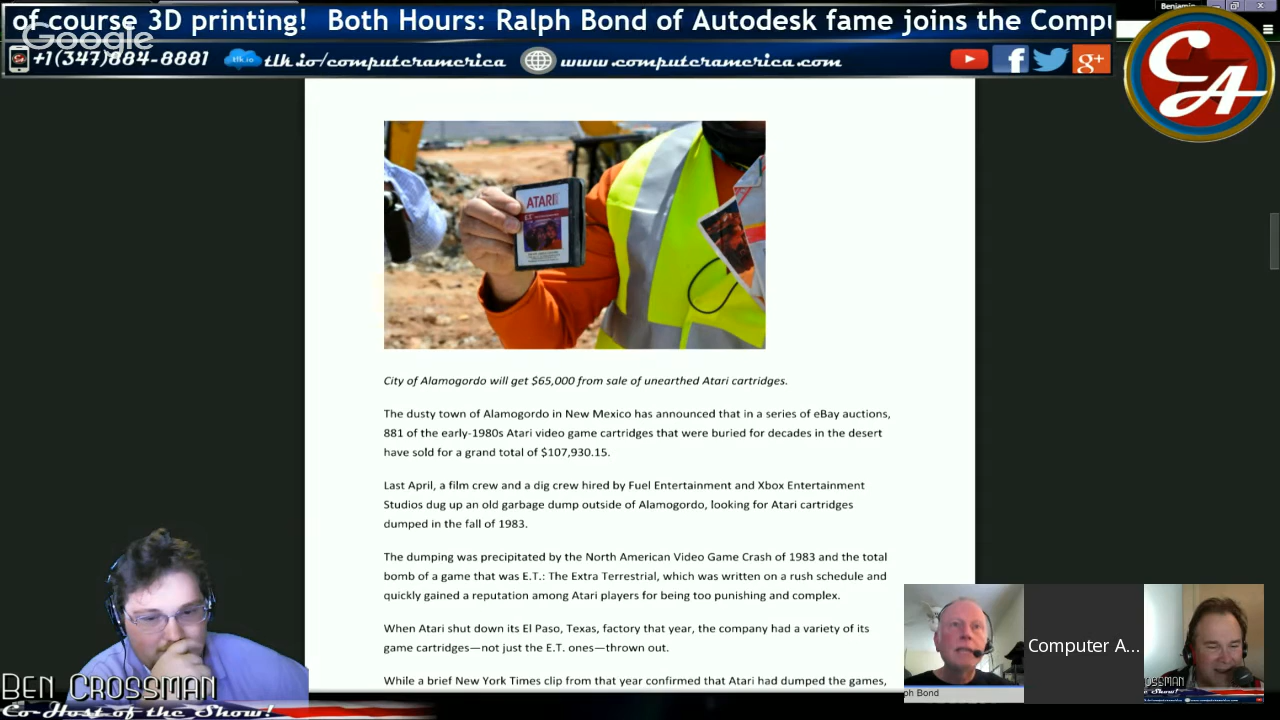 of course 3D printing! Both Hours: Ralph Bond of Autodesk fame joins the Compu
Benjamin
Google
+1(347)884-8881 tlk.io tlk.io/computeramerica www.computeramerica.com f g+
CA
ATARI
City of Alamogordo will get $65,000 from sale of unearthed Atari cartridges.
The dusty town of Alamogordo in New Mexico has announced that in a series of eBay auctions,
881 of the early-1980s Atari video game cartridges that were buried for decades in the desert
have sold for a grand total of $107,930.15.
Last April, a film crew and a dig crew hired by Fuel Entertainment and Xbox Entertainment
Studios dug up an old garbage dump outside of Alamogordo, looking for Atari cartridges
dumped in the fall of 1983.
The dumping was precipitated by the North American Video Game Crash of 1983 and the total
bomb of a game that was E.T.: The Extra Terrestrial, which was written on a rush schedule and
quickly gained a reputation among Atari players for being too punishing and complex.
When Atari shut down its El Paso, Texas, factory that year, the company had a variety of its
game cartridges—not just the E.T. ones—thrown out.
While a brief New York Times clip from that year confirmed that Atari had dumped the games,
Ben Crossman
Co-Host of the Show!
ph Bond
Computer A...
ROSSMAN